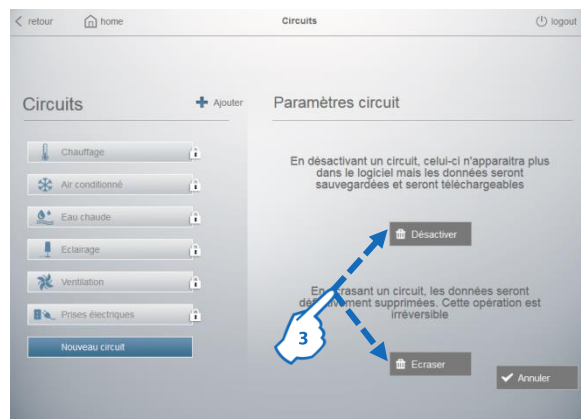 retour
home
Circuits
logout
Circuits
Ajouter
Chauffage
Air conditionné
Eau chaude
Eclairage
Ventilation
Prises électriques
Nouveau circuit
Paramètres circuit
En désactivant un circuit, celui-ci n'apparaitra plus
dans le logiciel mais les données seront
sauvegardées et seront téléchargeables
Désactiver
En écrasant un circuit, les données seront
définitivement supprimées. Cette opération est
irréversible
3
Ecraser
Annuler